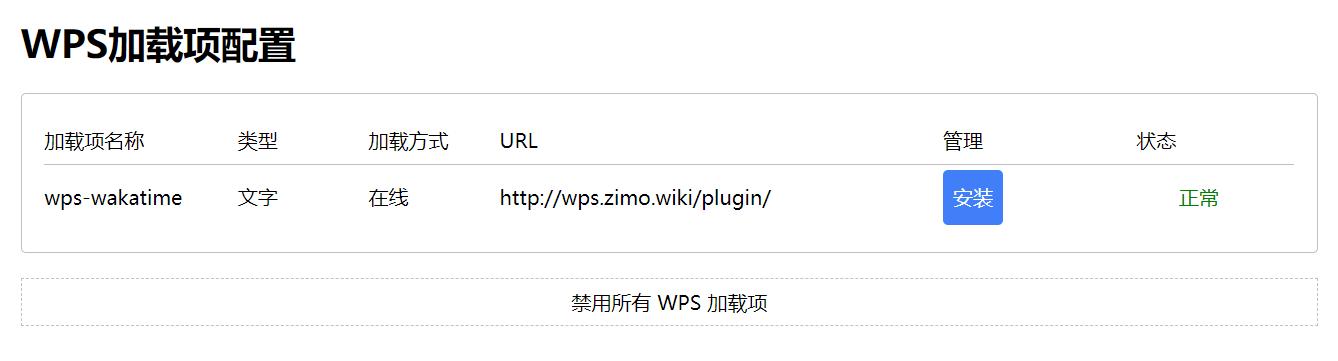 WPS加载项配置
加载项名称 类型 加载方式 URL 管理 状态
wps-wakatime 文字 在线 http://wps.zimo.wiki/plugin/ 安装 正常
禁用所有 WPS 加载项